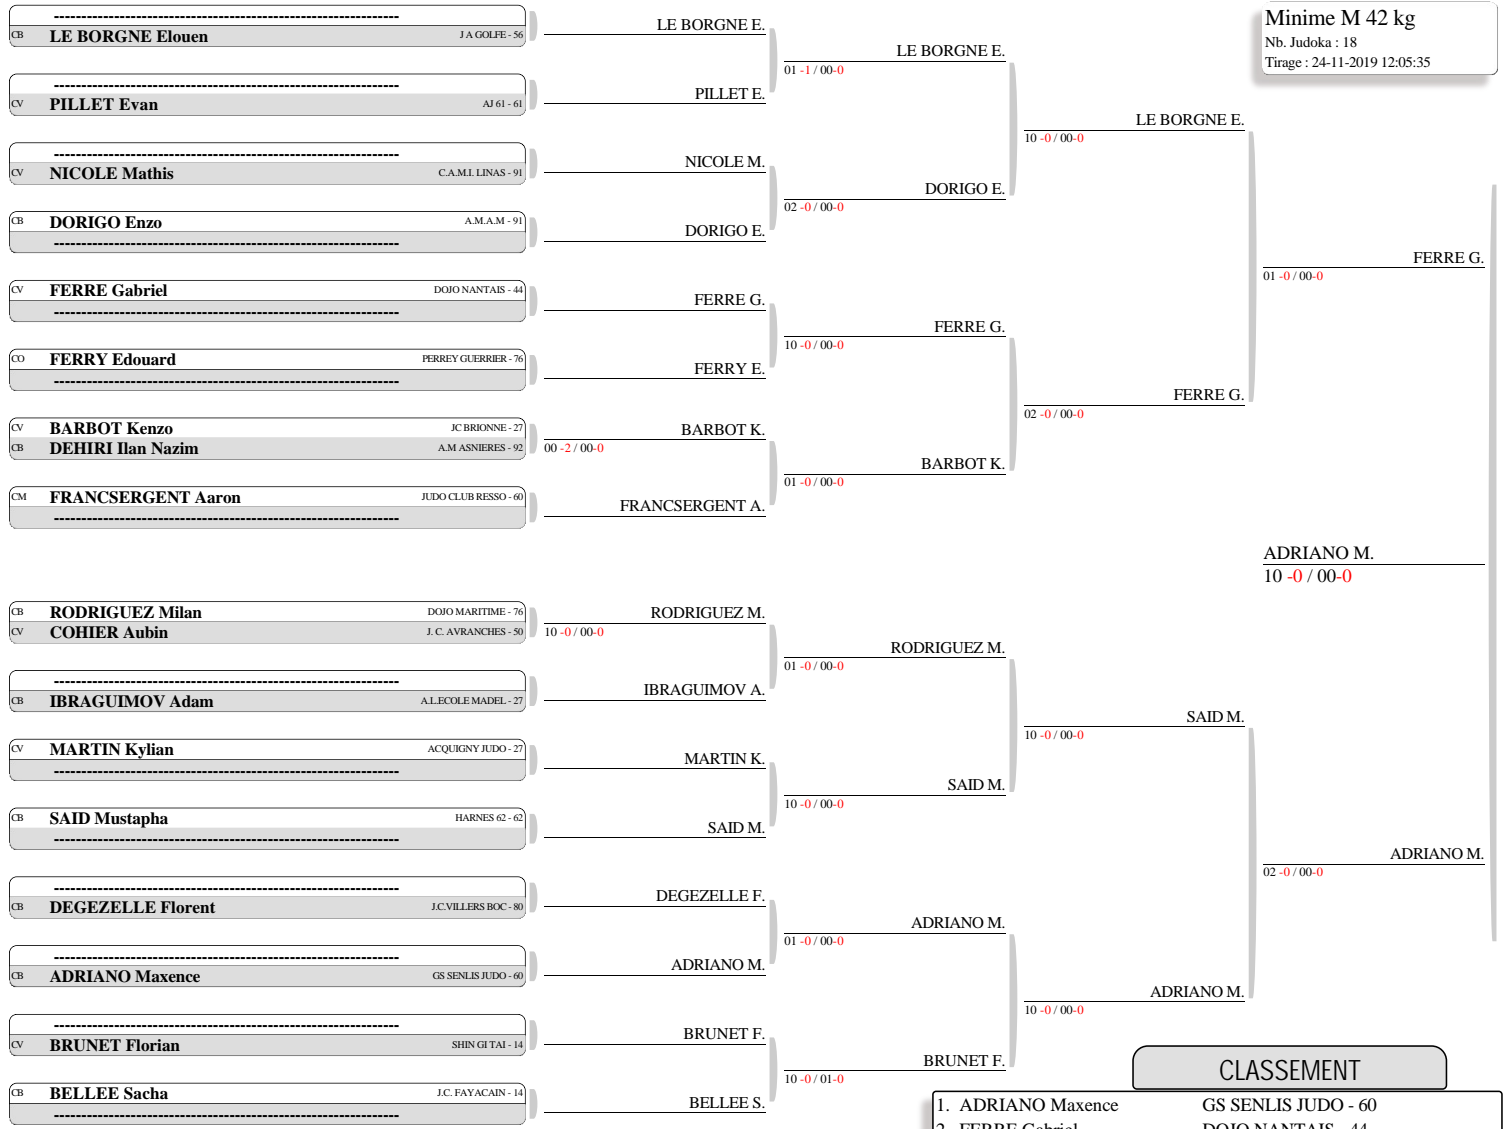 Minime M 42 kg
Nb. Judoka : 18
Tirage : 24-11-2019 12:05:35
----------------------------------------------------------------
CB LE BORGNE Elouen J A GOLFE - 56
----------------------------------------------------------------
CV PILLET Evan AJ 61 - 61
----------------------------------------------------------------
CV NICOLE Mathis C.A.M.I. LINAS - 91
CB DORIGO Enzo A.M.A.M - 91
----------------------------------------------------------------
CV FERRE Gabriel DOJO NANTAIS - 44
----------------------------------------------------------------
CO FERRY Edouard PERREY GUERRIER - 76
----------------------------------------------------------------
CV BARBOT Kenzo JC BRIONNE - 27
CB DEHIRI Ilan Nazim A.M ASNIERES - 92
CM FRANCSERGENT Aaron JUDO CLUB RESSO - 60
----------------------------------------------------------------
CB RODRIGUEZ Milan DOJO MARITIME - 76
CV COHIER Aubin J. C. AVRANCHES - 50
----------------------------------------------------------------
CB IBRAGUIMOV Adam A.L.ECOLE MADEL - 27
CV MARTIN Kylian ACQUIGNY JUDO - 27
----------------------------------------------------------------
CB SAID Mustapha HARNES 62 - 62
----------------------------------------------------------------
----------------------------------------------------------------
CB DEGEZELLE Florent J.C.VILLERS BOC - 80
----------------------------------------------------------------
CB ADRIANO Maxence GS SENLIS JUDO - 60
----------------------------------------------------------------
CV BRUNET Florian SHIN GI TAI - 14
CB BELLEE Sacha J.C. FAYACAIN - 14
----------------------------------------------------------------
LE BORGNE E.
PILLET E.
NICOLE M.
DORIGO E.
FERRE G.
FERRY E.
BARBOT K.
00 -2 / 00-0
FRANCSERGENT A.
RODRIGUEZ M.
10 -0 / 00-0
IBRAGUIMOV A.
MARTIN K.
SAID M.
DEGEZELLE F.
ADRIANO M.
BRUNET F.
BELLEE S.
LE BORGNE E.
01 -1 / 00-0
DORIGO E.
02 -0 / 00-0
FERRE G.
10 -0 / 00-0
BARBOT K.
01 -0 / 00-0
RODRIGUEZ M.
01 -0 / 00-0
SAID M.
10 -0 / 00-0
ADRIANO M.
01 -0 / 00-0
BRUNET F.
10 -0 / 01-0
LE BORGNE E.
10 -0 / 00-0
FERRE G.
02 -0 / 00-0
SAID M.
10 -0 / 00-0
ADRIANO M.
10 -0 / 00-0
FERRE G.
01 -0 / 00-0
ADRIANO M.
02 -0 / 00-0
ADRIANO M.
10 -0 / 00-0
CLASSEMENT
1. ADRIANO Maxence GS SENLIS JUDO - 60
2. FERRE Gabriel DOJO NANTAIS - 44